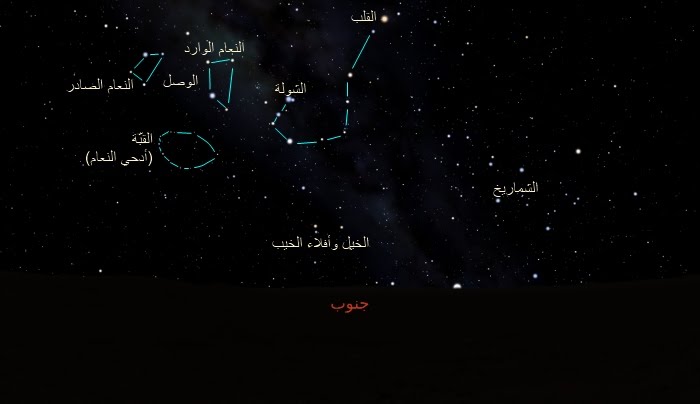 القلب
النعام الوارد
النعام الصادر
الوصل
الشولة
القبّة
(أدحي النعام)
الشماريخ
الخيل وأفلاء الخيب
جنوب